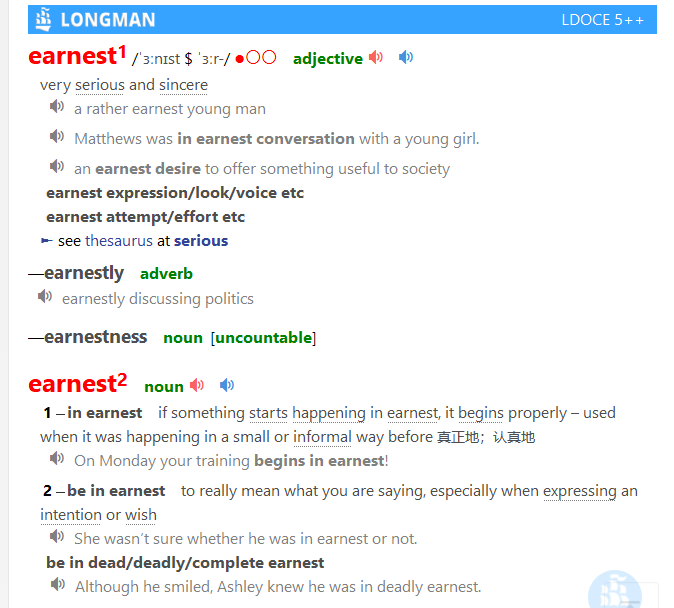 LONGMAN LDOCE 5++
earnest1 /ˈɜːnɪst $ ˈɜːr-/ ●○○ adjective
very serious and sincere
a rather earnest young man
Matthews was in earnest conversation with a young girl.
an earnest desire to offer something useful to society
earnest expression/look/voice etc
earnest attempt/effort etc
► see thesaurus at serious
—earnestly adverb
earnestly discussing politics
—earnestness noun [uncountable]
earnest2 noun
1 – in earnest if something starts happening in earnest, it begins properly – used
when it was happening in a small or informal way before 真正地；认真地
On Monday your training begins in earnest!
2 – be in earnest to really mean what you are saying, especially when expressing an
intention or wish
She wasn’t sure whether he was in earnest or not.
be in dead/deadly/complete earnest
Although he smiled, Ashley knew he was in deadly earnest.